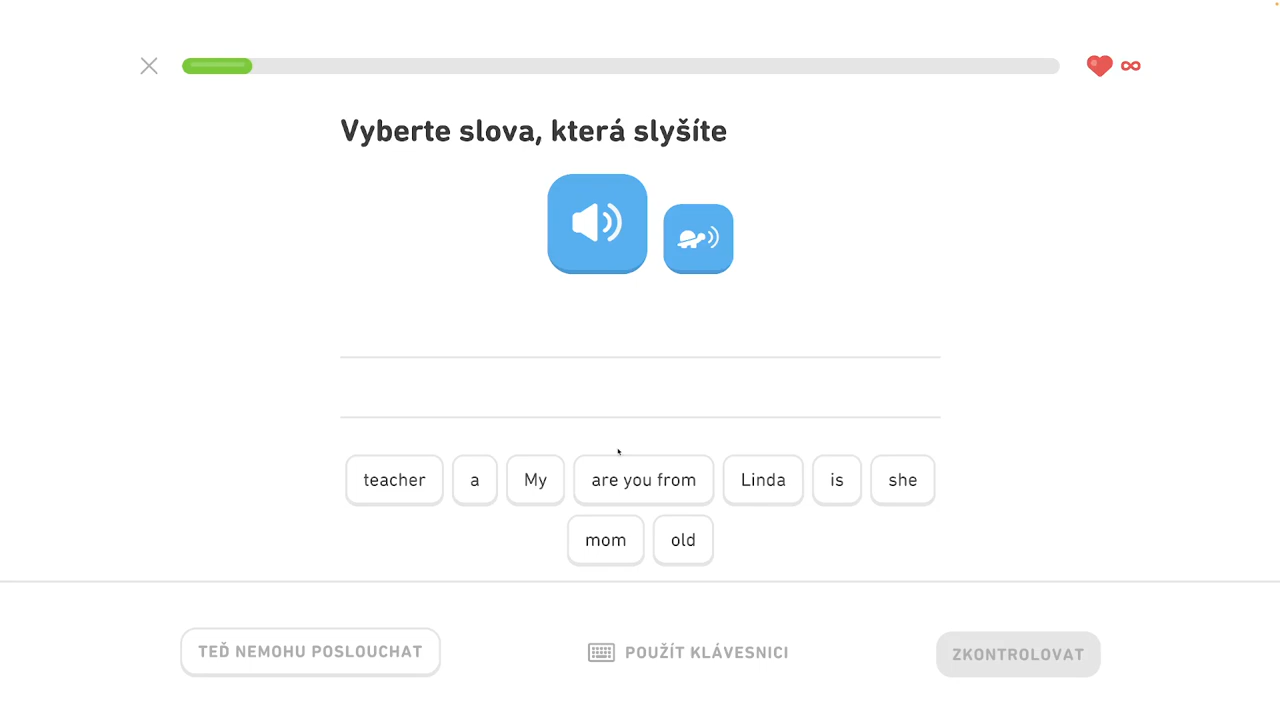 Vyberte slova, která slyšíte
teacher a My are you from Linda is she
mom old
TEĎ NEMOHU POSLOUCHAT POUŽÍT KLÁVESNICI ZKONTROLOVAT